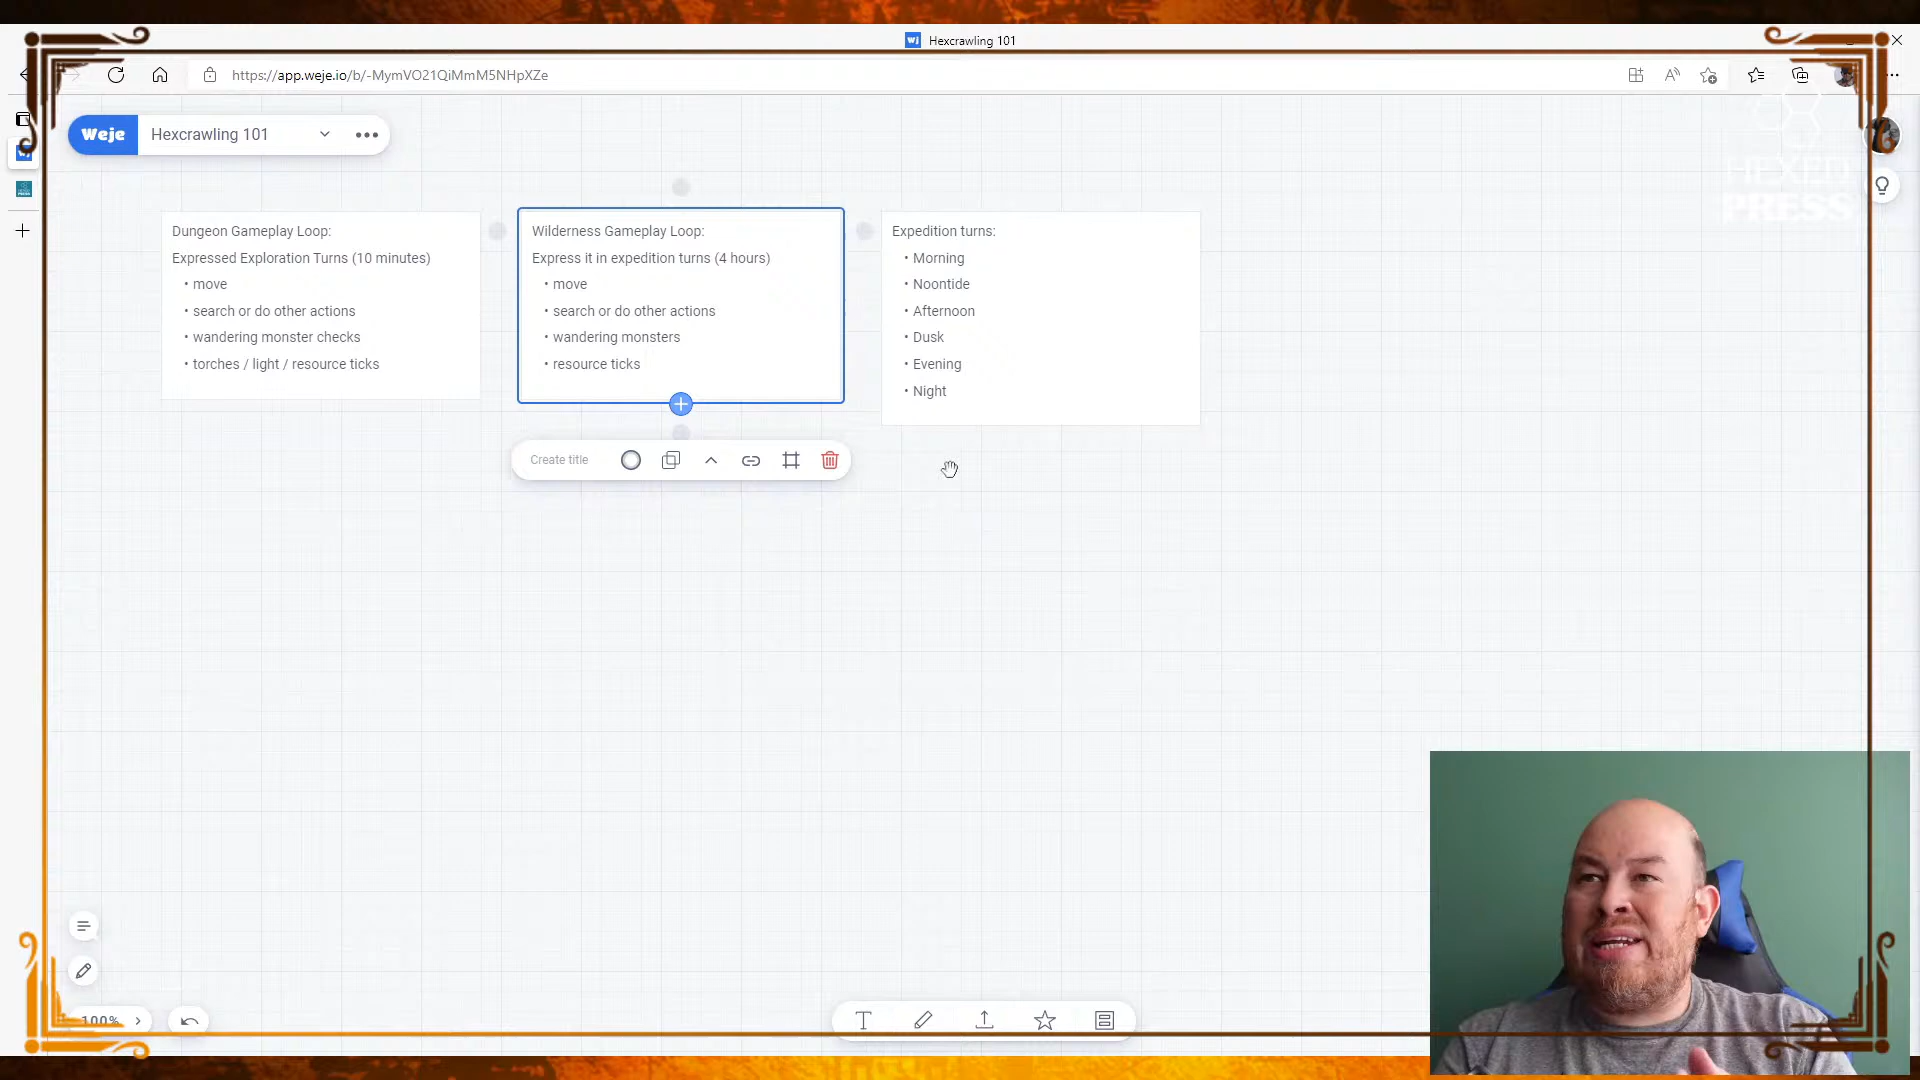 Hexcrawling 101
https://app.weje.io/b/-MymVO21QiMmM5NHpXZe
Weje
Hexcrawling 101
HEXED
PRESS
Dungeon Gameplay Loop:
Expressed Exploration Turns (10 minutes)
• move
• search or do other actions
• wandering monster checks
• torches / light / resource ticks
Wilderness Gameplay Loop:
Express it in expedition turns (4 hours)
• move
• search or do other actions
• wandering monsters
• resource ticks
Expedition turns:
• Morning
• Noontide
• Afternoon
• Dusk
• Evening
• Night
Create title
100%